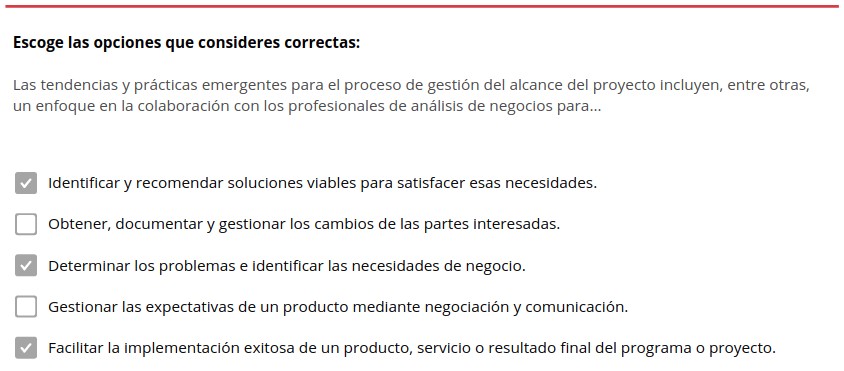 Escoge las opciones que consideres correctas:
Las tendencias y prácticas emergentes para el proceso de gestión del alcance del proyecto incluyen, entre otras,
un enfoque en la colaboración con los profesionales de análisis de negocios para...
Identificar y recomendar soluciones viables para satisfacer esas necesidades.
Obtener, documentar y gestionar los cambios de las partes interesadas.
Determinar los problemas e identificar las necesidades de negocio.
Gestionar las expectativas de un producto mediante negociación y comunicación.
Facilitar la implementación exitosa de un producto, servicio o resultado final del programa o proyecto.